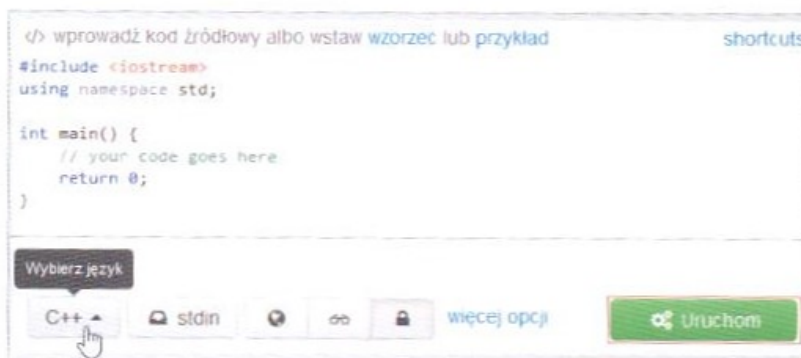 </> wprowadź kod źródłowy albo wstaw wzorzec lub przykład shortcuts
#include <iostream>
using namespace std;
int main() {
// your code goes here
return 0;
}
Wybierz język
C++ stdin więcej opcji Uruchom